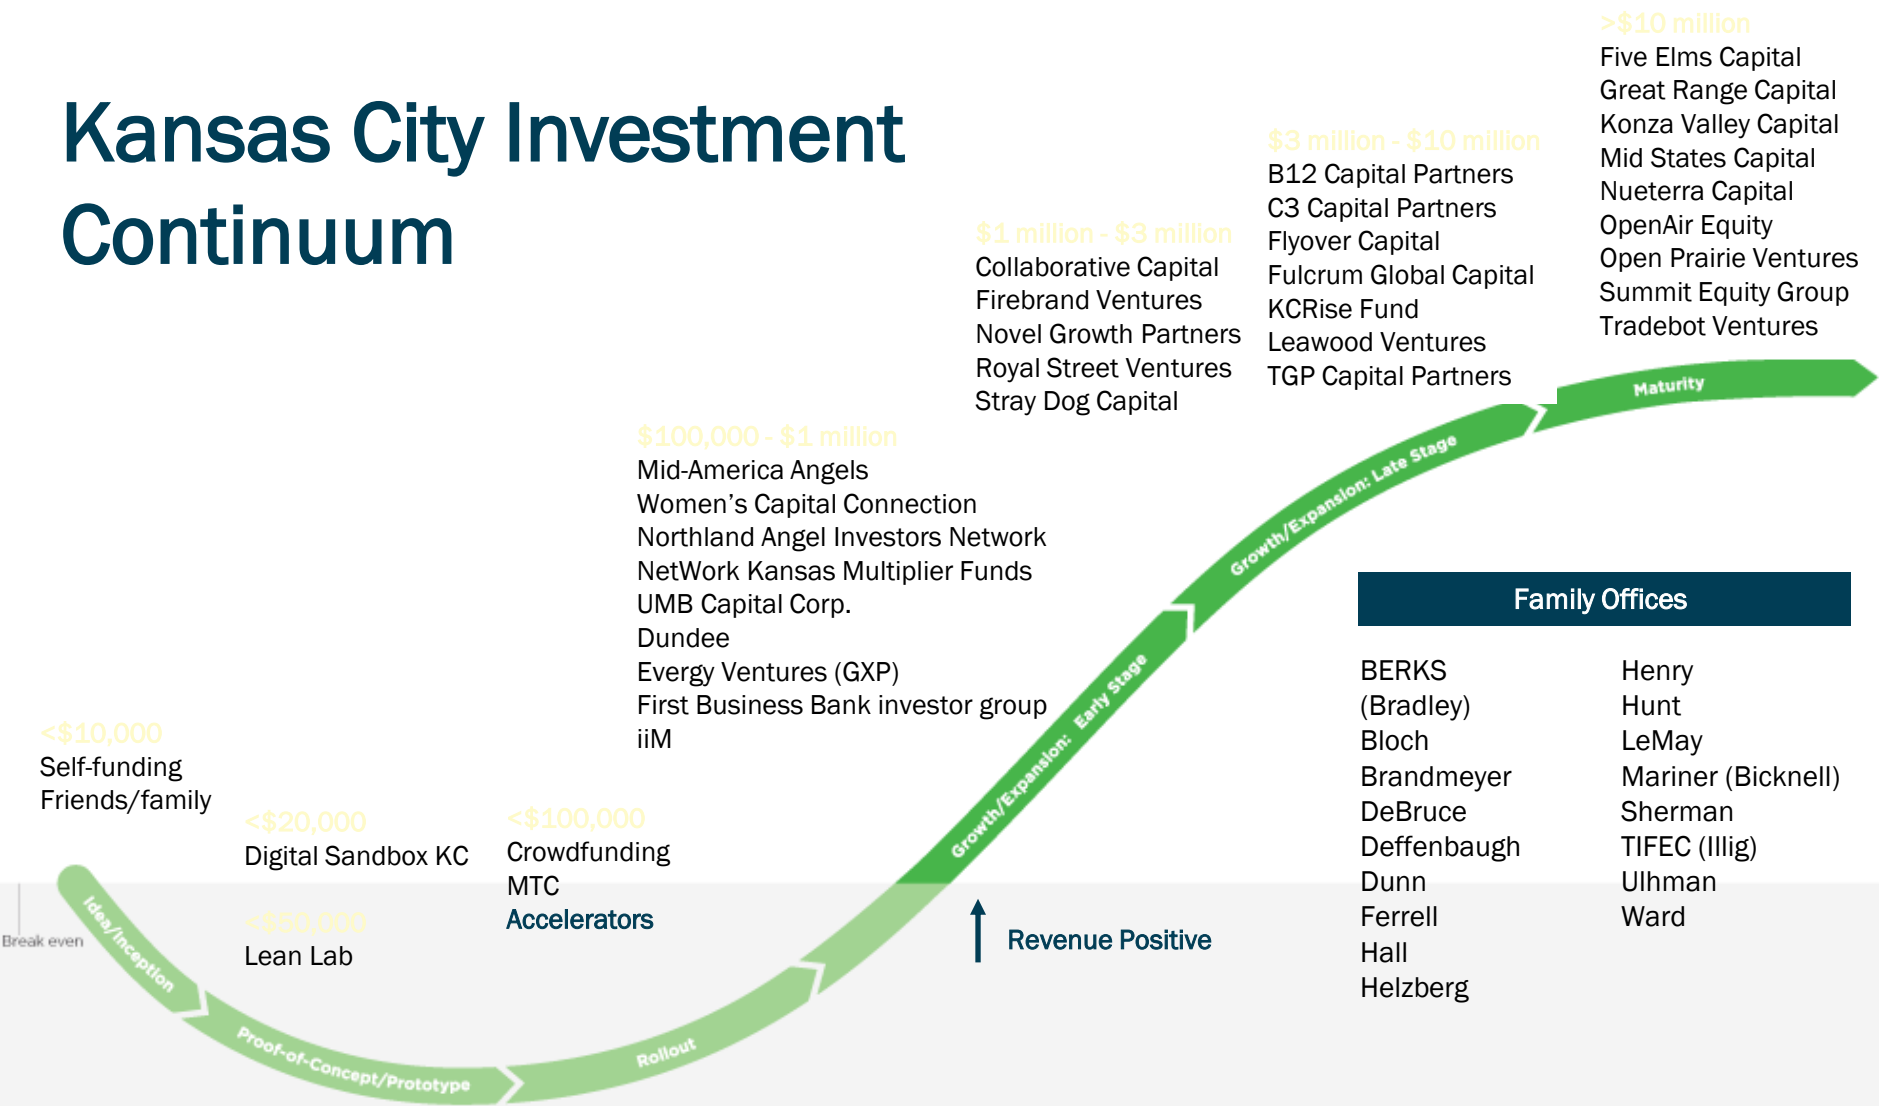 Kansas City Investment
Continuum
<$10,000
Self-funding
Friends/family
<$20,000
Digital Sandbox KC
<$50,000
Lean Lab
<$100,000
Crowdfunding
MTC
Accelerators
$100,000 - $1 million
Mid-America Angels
Women’s Capital Connection
Northland Angel Investors Network
NetWork Kansas Multiplier Funds
UMB Capital Corp.
Dundee
Evergy Ventures (GXP)
First Business Bank investor group
iiM
$1 million - $3 million
Collaborative Capital
Firebrand Ventures
Novel Growth Partners
Royal Street Ventures
Stray Dog Capital
$3 million - $10 million
B12 Capital Partners
C3 Capital Partners
Flyover Capital
Fulcrum Global Capital
KCRise Fund
Leawood Ventures
TGP Capital Partners
>$10 million
Five Elms Capital
Great Range Capital
Konza Valley Capital
Mid States Capital
Nueterra Capital
OpenAir Equity
Open Prairie Ventures
Summit Equity Group
Tradebot Ventures
Break even
Idea/Inception
Proof-of-Concept/Prototype
Rollout
Growth/Expansion: Early Stage
Growth/Expansion: Late Stage
Maturity
Revenue Positive
Family Offices
BERKS
(Bradley)
Bloch
Brandmeyer
DeBruce
Deffenbaugh
Dunn
Ferrell
Hall
Helzberg
Henry
Hunt
LeMay
Mariner (Bicknell)
Sherman
TIFEC (Illig)
Ulhman
Ward